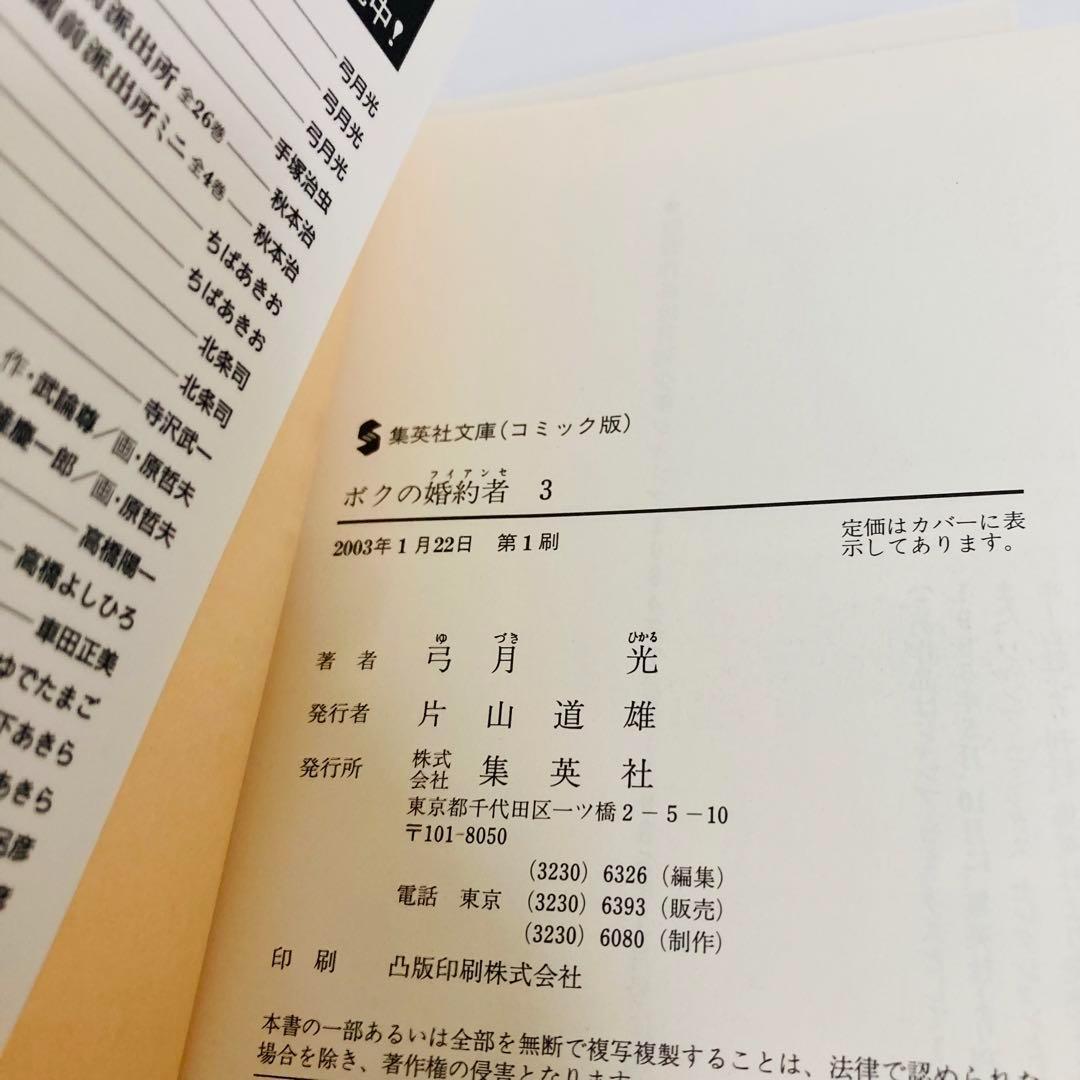 中!
弓月光
弓月光
弓月光
手塚治虫
派出所 全26巻 秋本治
前派出所ミニ 全4巻 秋本治
ちばあきお
ちばあきお
北条司
北条司
寺沢武一
作・武論尊/画・原哲夫
慶一郎/画・原哲夫
高橋陽一
高橋よしひろ
車田正美
ゆでたまご
下あきら
あきら
集英社文庫(コミック版)
フィアンセ
ボクの婚約者 3
2003年1月22日 第1刷
定価はカバーに表
示してあります。
ゆ づき ひかる
著者 弓月 光
発行者 片山道雄
発行所 株式会社 集英社
東京都千代田区一ツ橋2-5-10
〒101-8050
(3230) 6326 (編集)
電話 東京 (3230) 6393 (販売)
(3230) 6080 (制作)
印刷 凸版印刷株式会社
本書の一部あるいは全部を無断で複写複製することは、法律で認められた
場合を除き、著作権の侵害となります